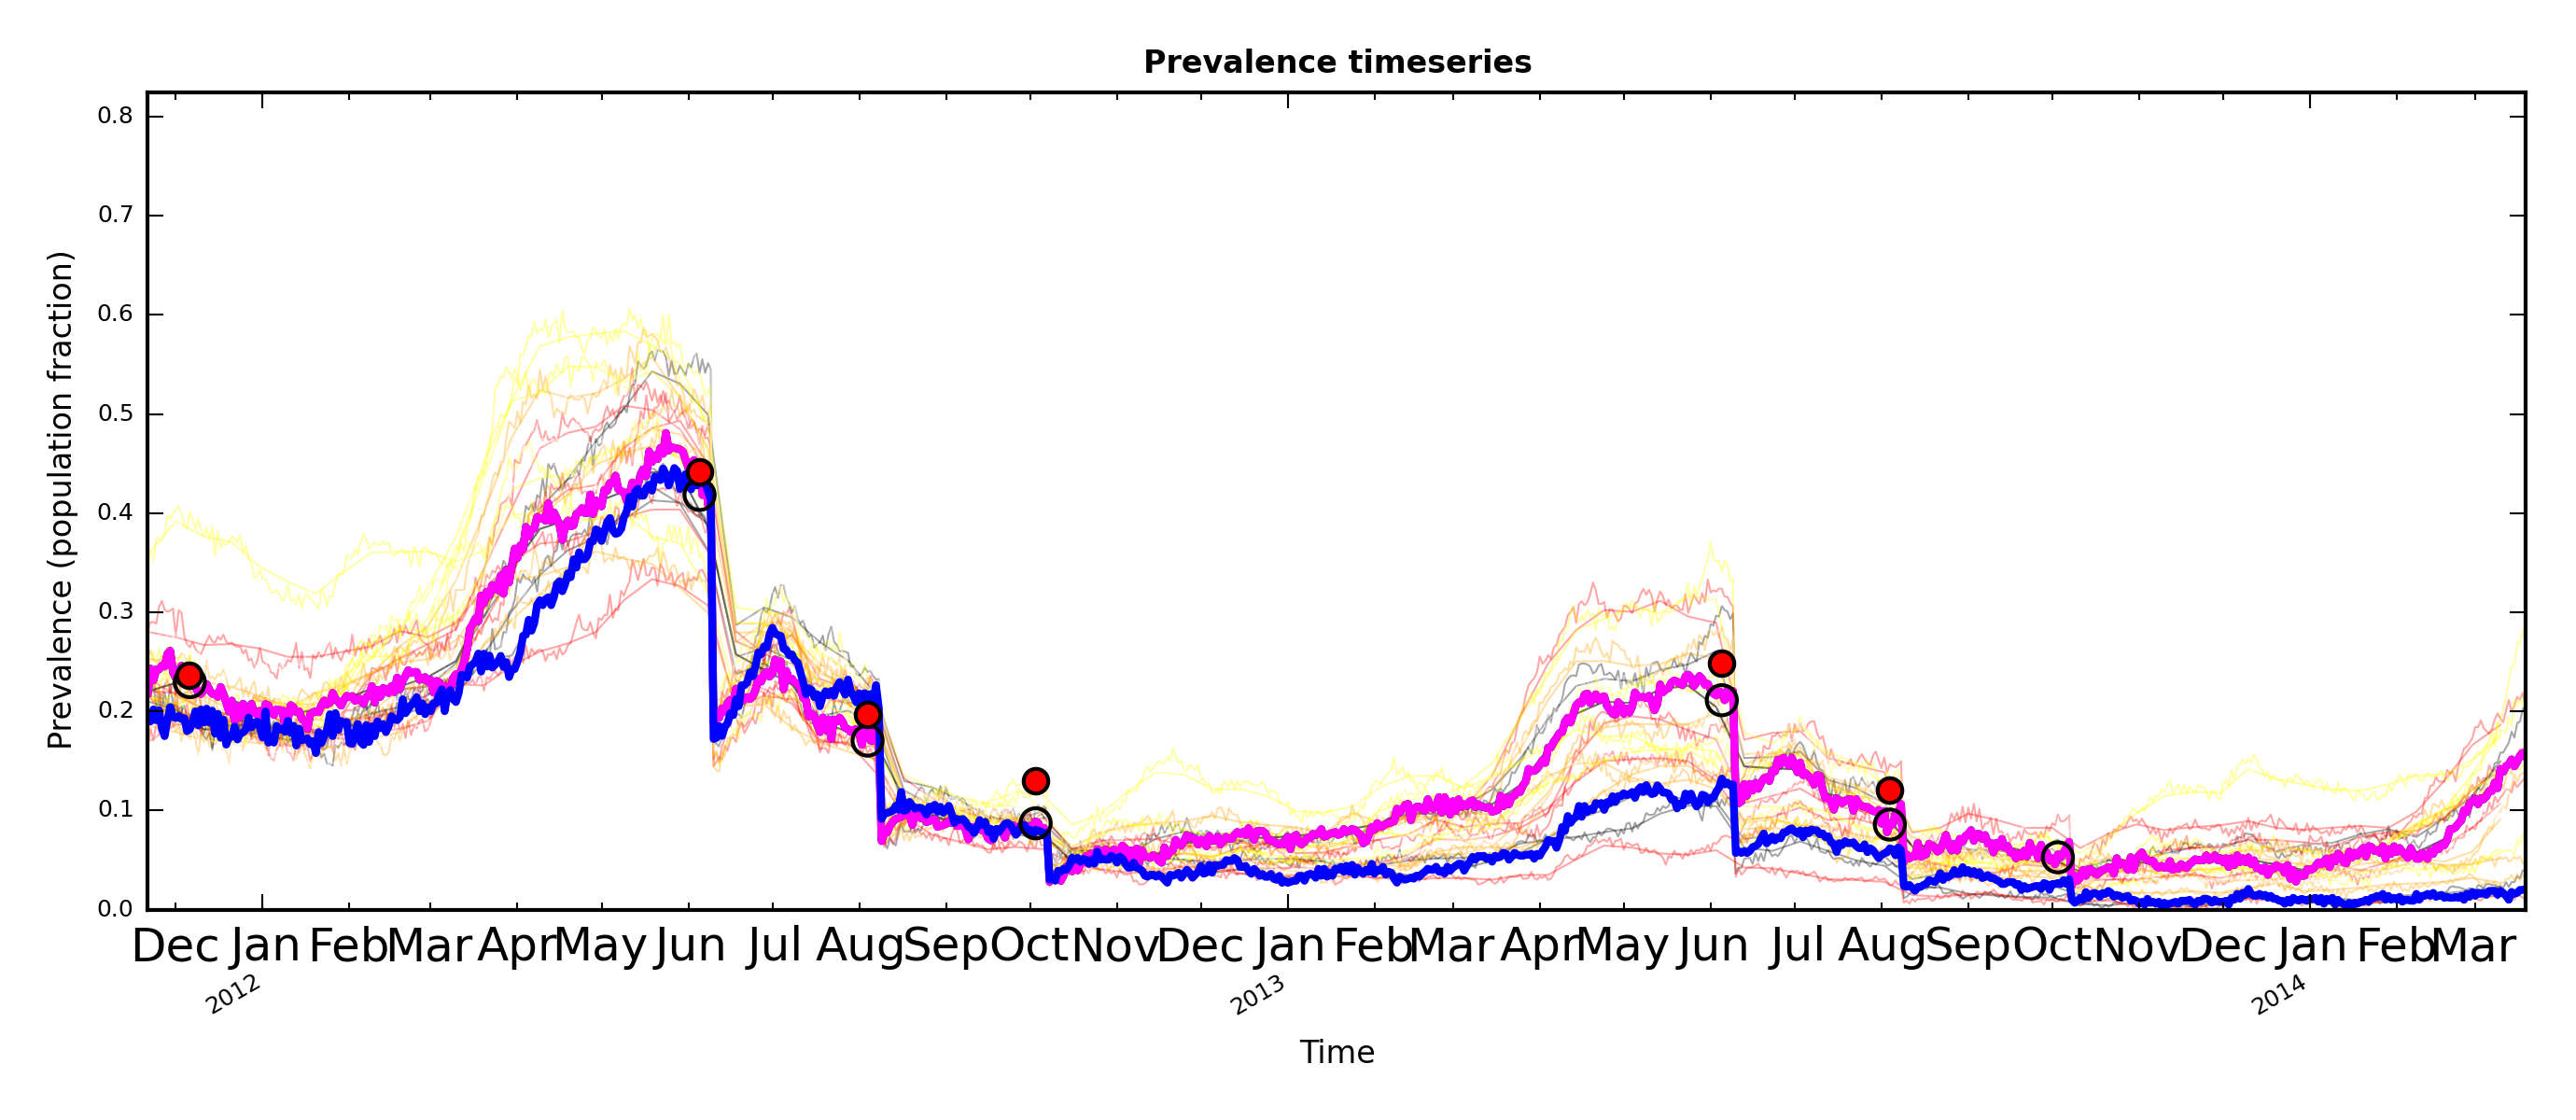 Prevalence timeseries
Prevalence (population fraction)
0.8
0.7
0.6
0.5
0.4
0.3
0.2
0.1
0.0
Dec Jan Feb Mar Apr May Jun Jul Aug Sep Oct Nov Dec Jan Feb Mar Apr May Jun Jul Aug Sep Oct Nov Dec Jan Feb Mar
2012 2013 2014
Time